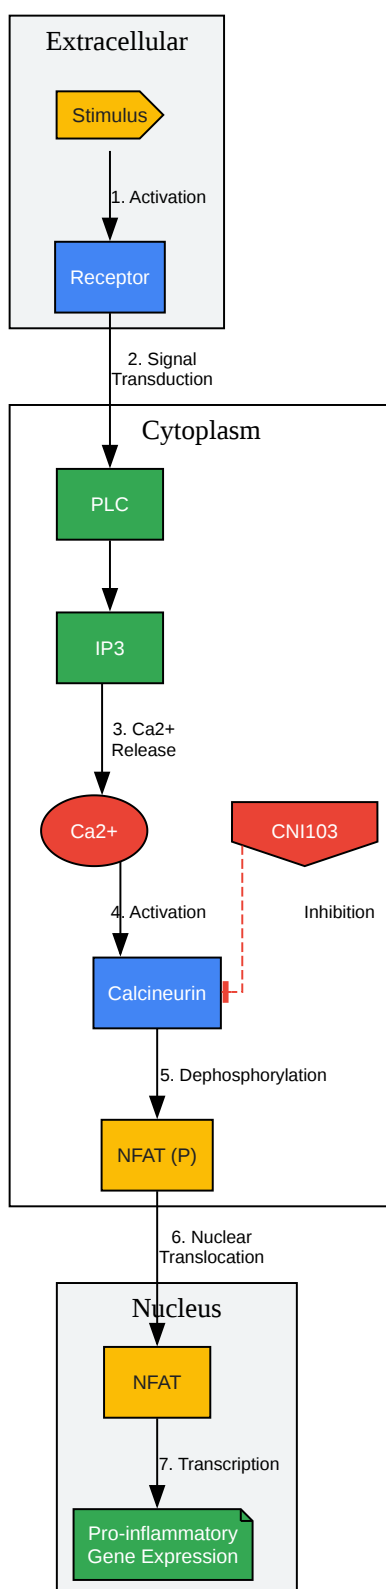 Extracellular
Stimulus
1. Activation
Receptor
2. Signal
Transduction
Cytoplasm
PLC
IP3
3. Ca2+
Release
Ca2+
CNI103
4. Activation
Inhibition
Calcineurin
5. Dephosphorylation
NFAT (P)
6. Nuclear
Translocation
Nucleus
NFAT
7. Transcription
Pro-inflammatory
Gene Expression